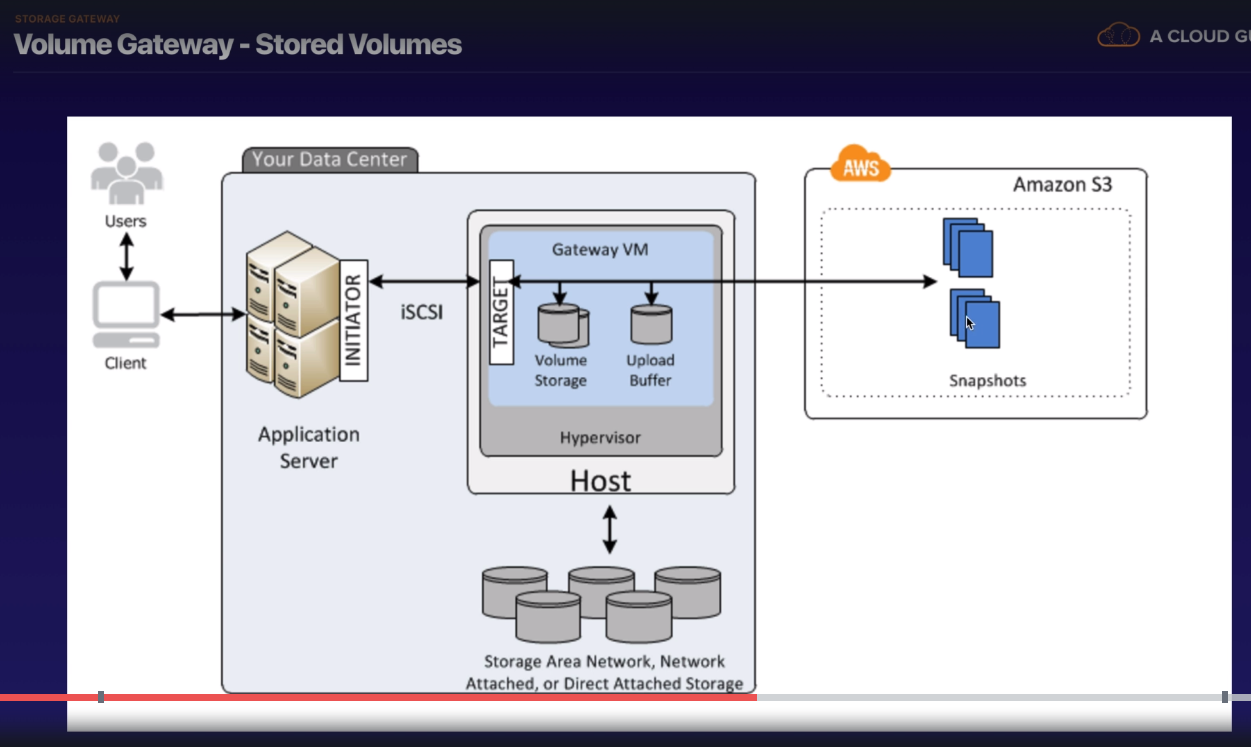 STORAGE GATEWAY
Volume Gateway - Stored Volumes
A CLOUD GU
Users
Client
Your Data Center
INITIATOR
Application
Server
iSCSI
TARGET
Gateway VM
Volume
Storage
Upload
Buffer
Hypervisor
Host
Storage Area Network, Network
Attached, or Direct Attached Storage
AWS
Amazon S3
Snapshots